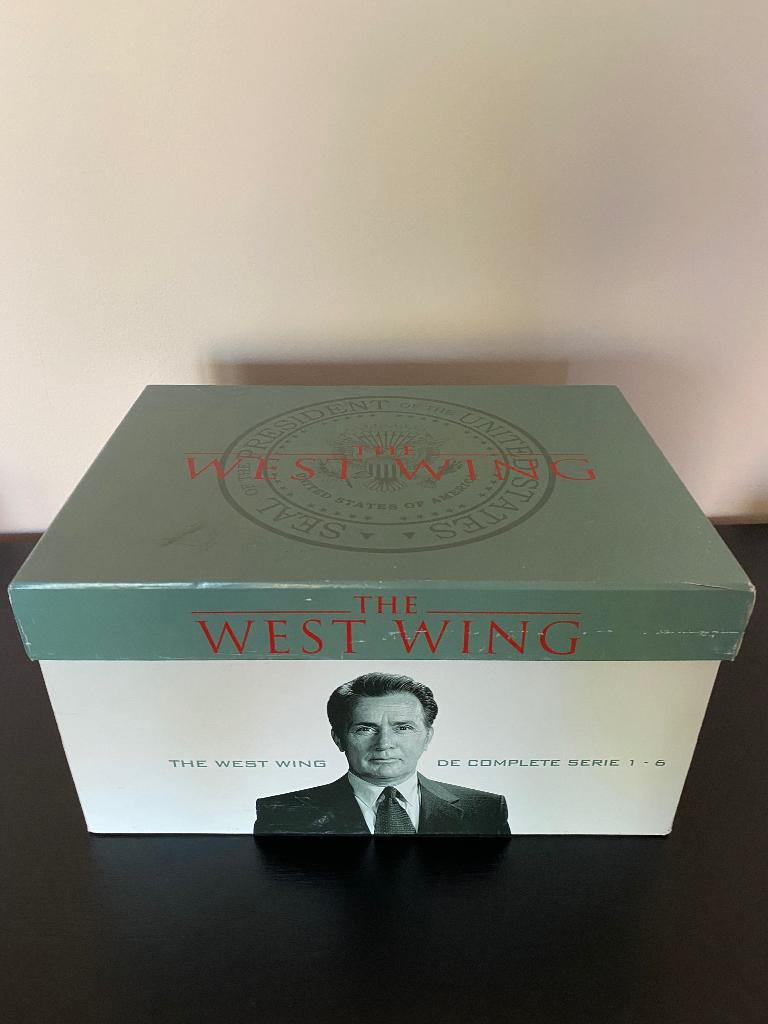 SEAL OF THE PRESIDENT OF THE UNITED STATES
UNITED STATES OF AMERICA
THE
WEST WING
THE
WEST WING
THE WEST WING
DE COMPLETE SERIE 1 - 6